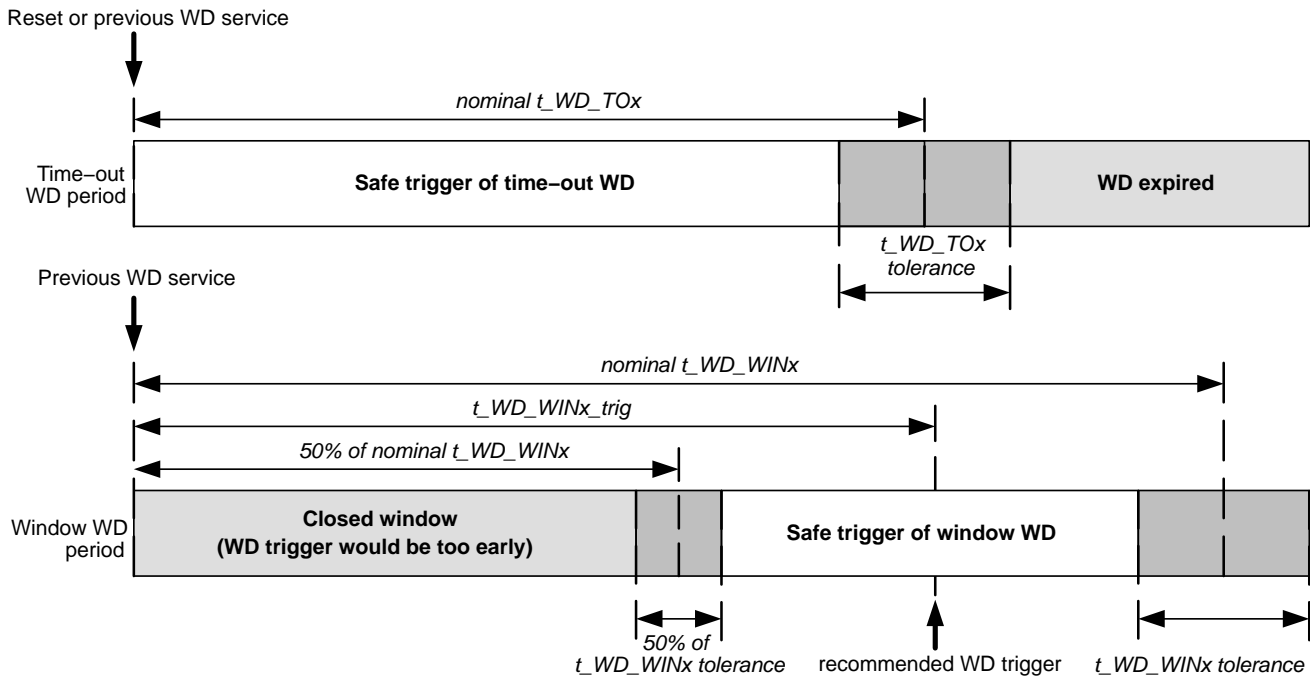 Reset or previous WD service
nominal t_WD_TOx
Time−out
WD period
Safe trigger of time−out WD
WD expired
t_WD_TOx
tolerance
Previous WD service
nominal t_WD_WINx
t_WD_WINx_trig
50% of nominal t_WD_WINx
Window WD
period
Closed window
(WD trigger would be too early)
Safe trigger of window WD
50% of
t_WD_WINx tolerance
recommended WD trigger
t_WD_WINx tolerance